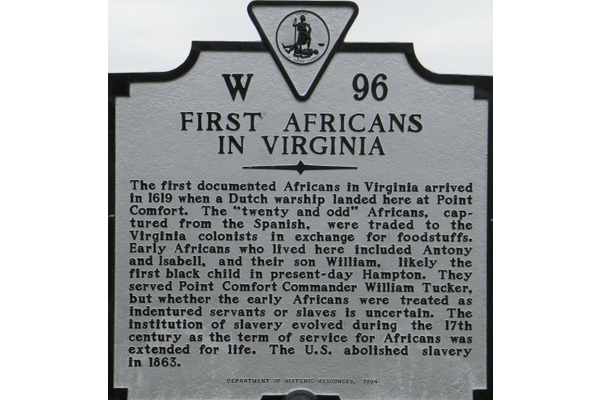 W 96
FIRST AFRICANS
IN VIRGINIA
The first documented Africans in Virginia arrived
in 1619 when a Dutch warship landed here at Point
Comfort. The "twenty and odd" Africans, cap-
tured from the Spanish, were traded to the
Virginia colonists in exchange for foodstuffs.
Early Africans who lived here included Antony
and Isabell, and their son William, likely the
first black child in present-day Hampton. They
served Point Comfort Commander William Tucker,
but whether the early Africans were treated as
indentured servants or slaves is uncertain. The
institution of slavery evolved during the 17th
century as the term of service for Africans was
extended for life. The U.S. abolished slavery
in 1863.
DEPARTMENT OF HISTORIC RESOURCES, 1994